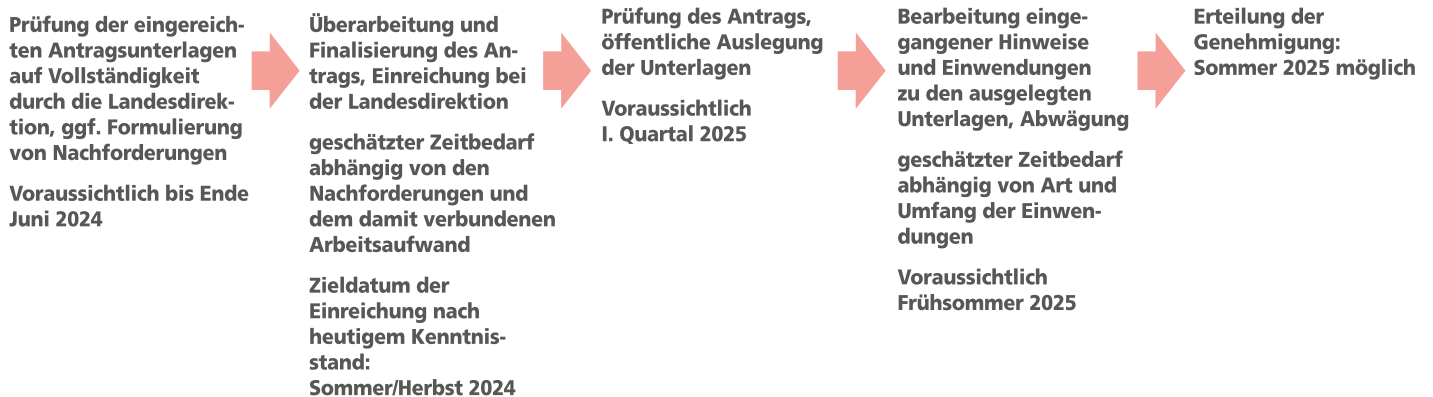 Prüfung der eingereich-
ten Antragsunterlagen
auf Vollständigkeit
durch die Landesdirek-
tion, ggf. Formulierung
von Nachforderungen
Voraussichtlich bis Ende
Juni 2024
Überarbeitung und
Finalisierung des An-
trags, Einreichung bei
der Landesdirektion
geschätzter Zeitbedarf
abhängig von den
Nachforderungen und
dem damit verbundenen
Arbeitsaufwand
Zieldatum der
Einreichung nach
heutigem Kenntnis-
stand:
Sommer/Herbst 2024
Prüfung des Antrags,
öffentliche Auslegung
der Unterlagen
Voraussichtlich
I. Quartal 2025
Bearbeitung einge-
gangener Hinweise
und Einwendungen
zu den ausgelegten
Unterlagen, Abwägung
geschätzter Zeitbedarf
abhängig von Art und
Umfang der Einwen-
dungen
Voraussichtlich
Frühsommer 2025
Erteilung der
Genehmigung:
Sommer 2025 möglich